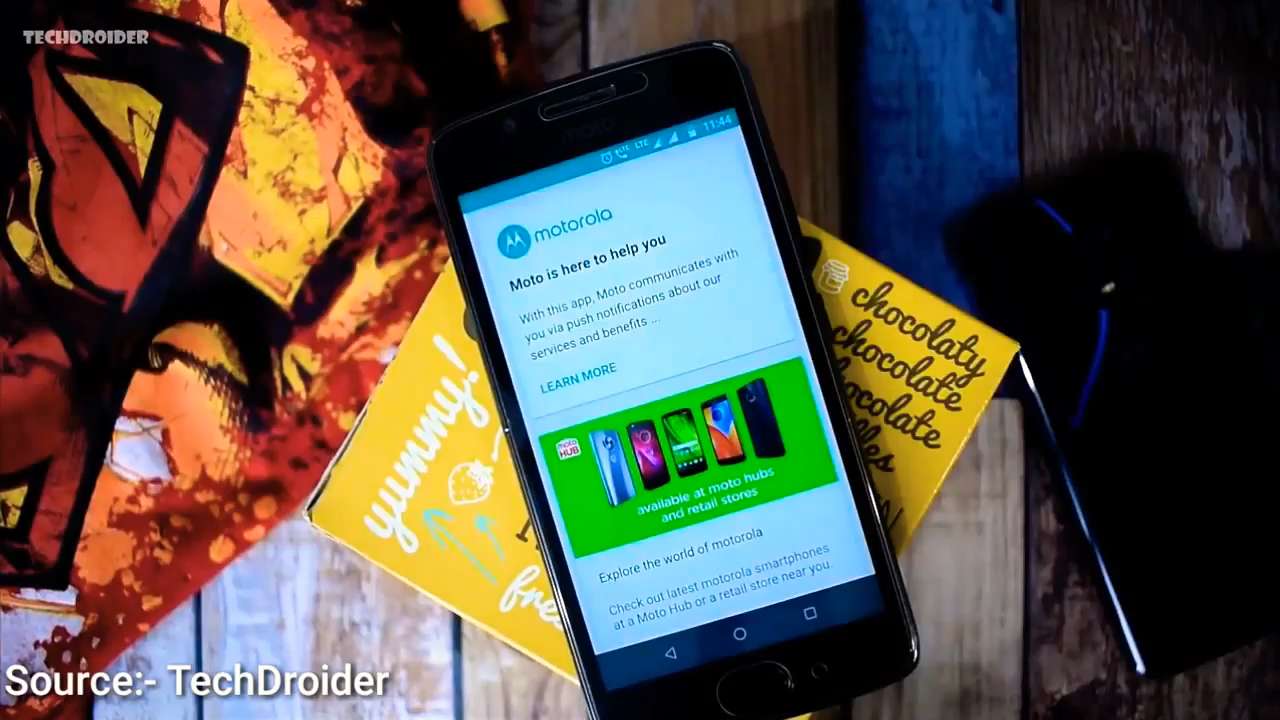 TECHDROIDER
moto
LTE
11:44
motorola
Moto is here to help you
With this app, Moto communicates with
you via push notifications about our
services and benefits ...
LEARN MORE
moto
HUB
available at moto hubs
and retail stores
Explore the world of motorola
Check out latest motorola smartphones
at a Moto Hub or a retail store near you.
yummy!
chocolaty
chocolate
chocolate
Source:- TechDroider